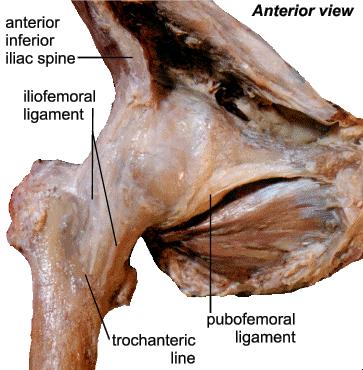 Anterior view
anterior
inferior
iliac spine
iliofemoral
ligament
pubofemoral
ligament
trochanteric
line